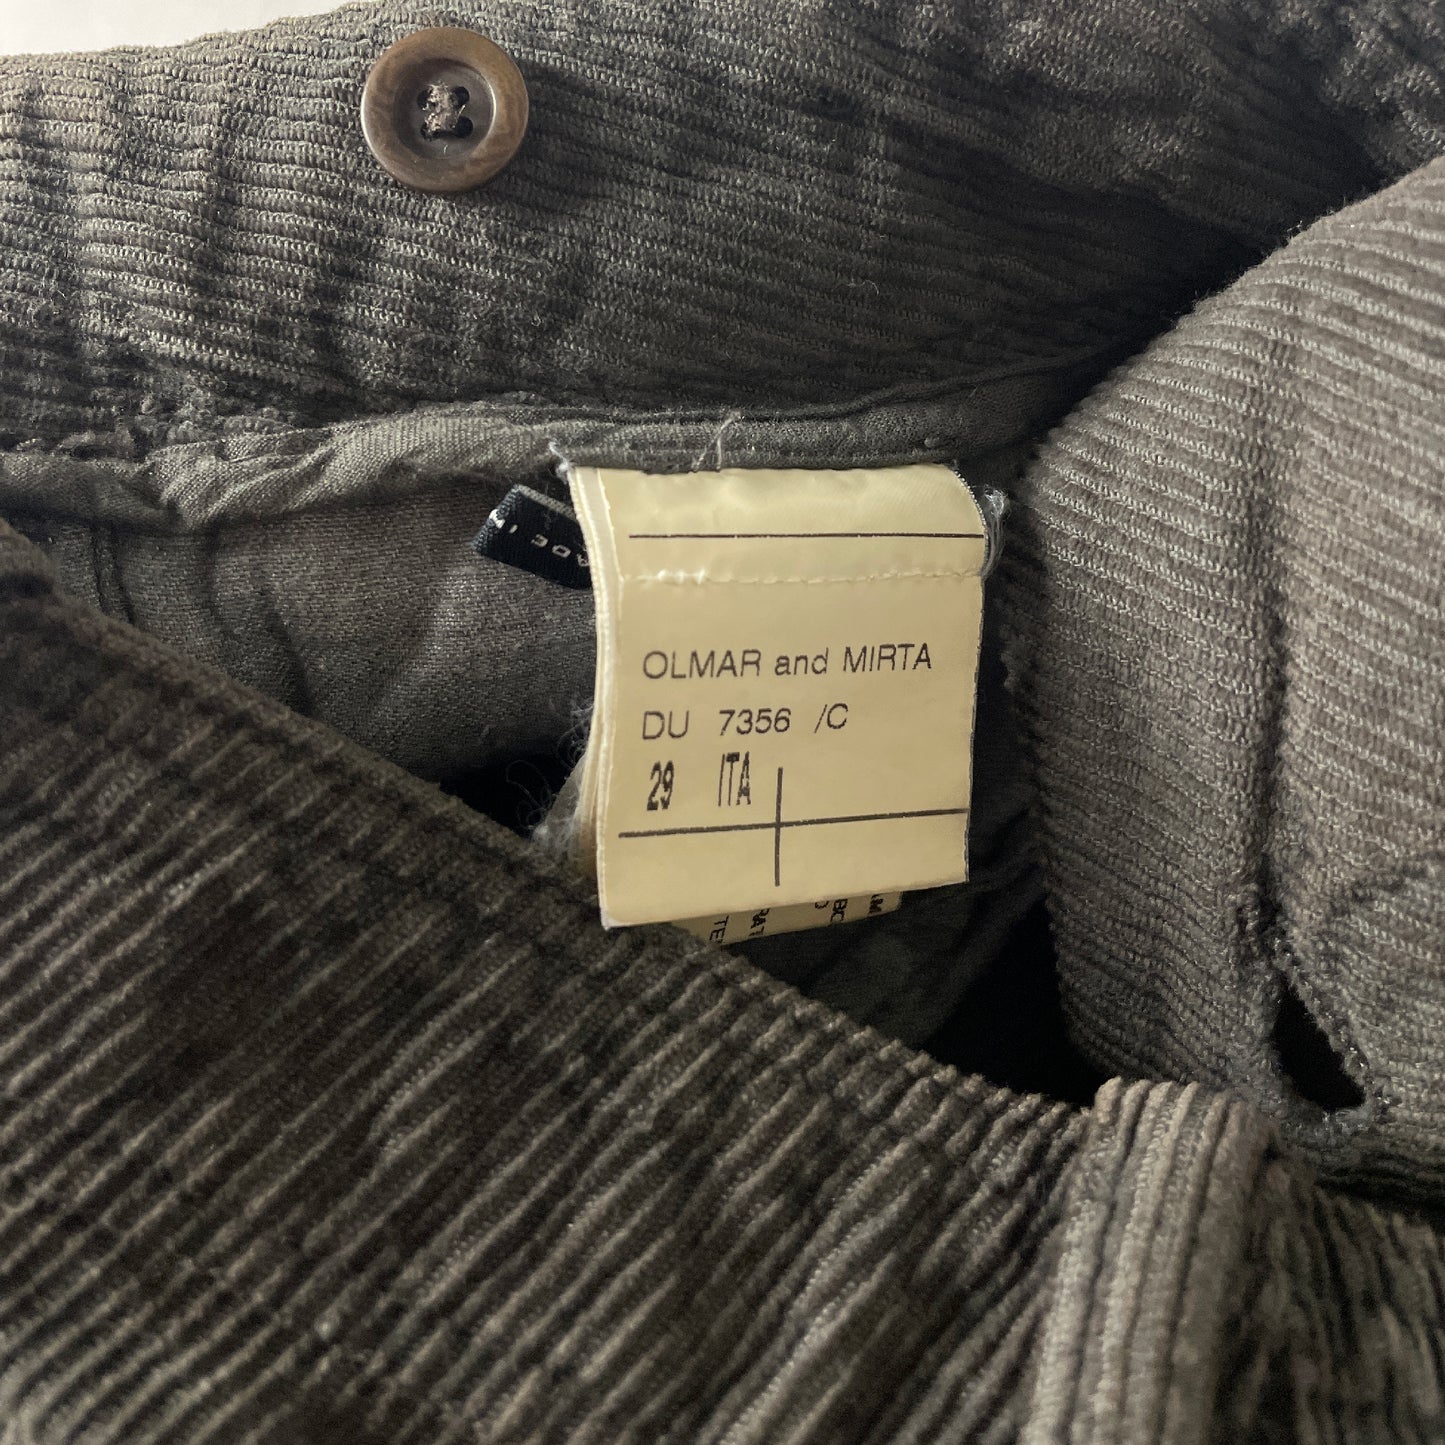 OLMAR and MIRTA
DU 7356 /C
29 ITA